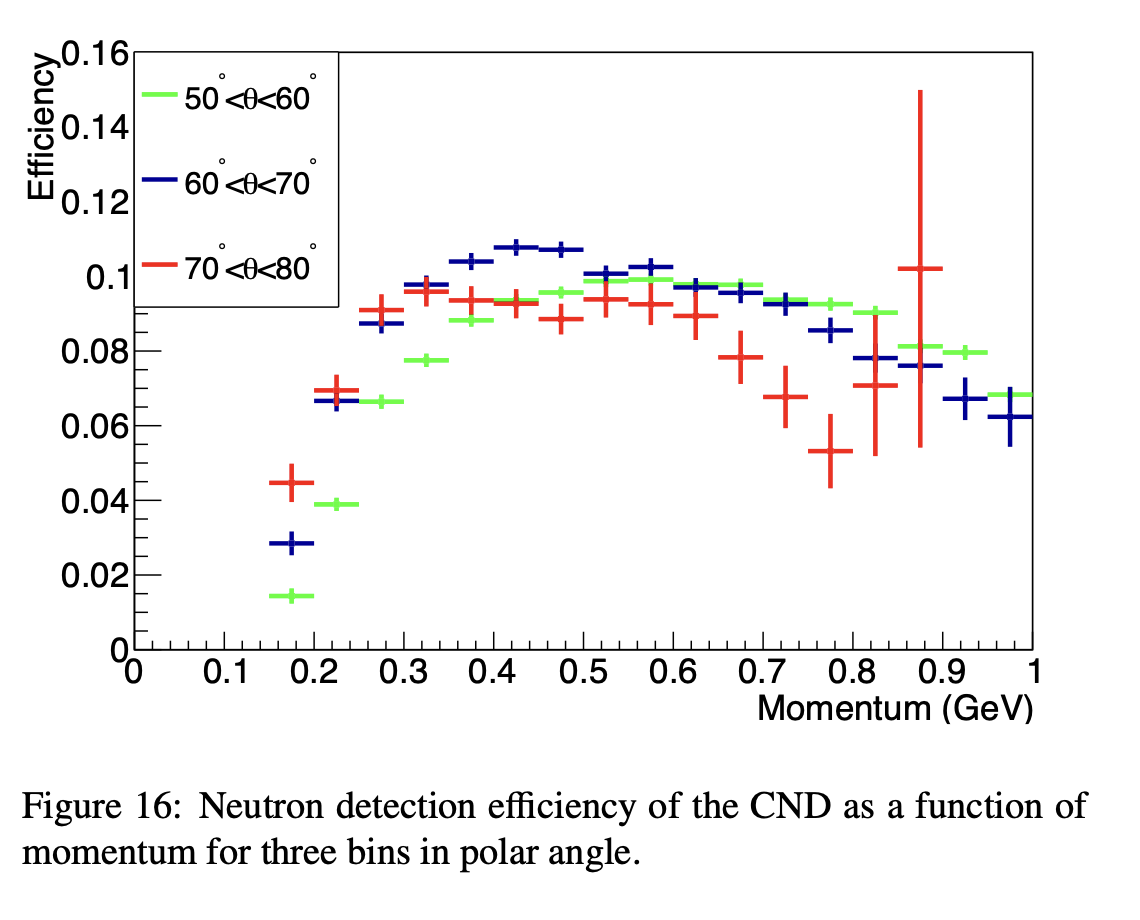 0.16
0.14
0.12
0.1
0.08
0.06
0.04
0.02
0
Efficiency
50°<θ<60°
60°<θ<70°
70°<θ<80°
0 0.1 0.2 0.3 0.4 0.5 0.6 0.7 0.8 0.9 1
Momentum (GeV)
Figure 16: Neutron detection efficiency of the CND as a function of
momentum for three bins in polar angle.